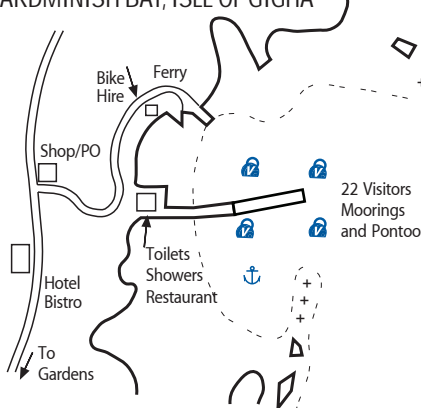 ARDMINISH BAY, ISLE OF GIGHA
Bike
Hire
Ferry
Shop/PO
22 Visitors
Moorings
and Pontoo
Toilets
Showers
Restaurant
Hotel
Bistro
To
Gardens
V
V
V
V